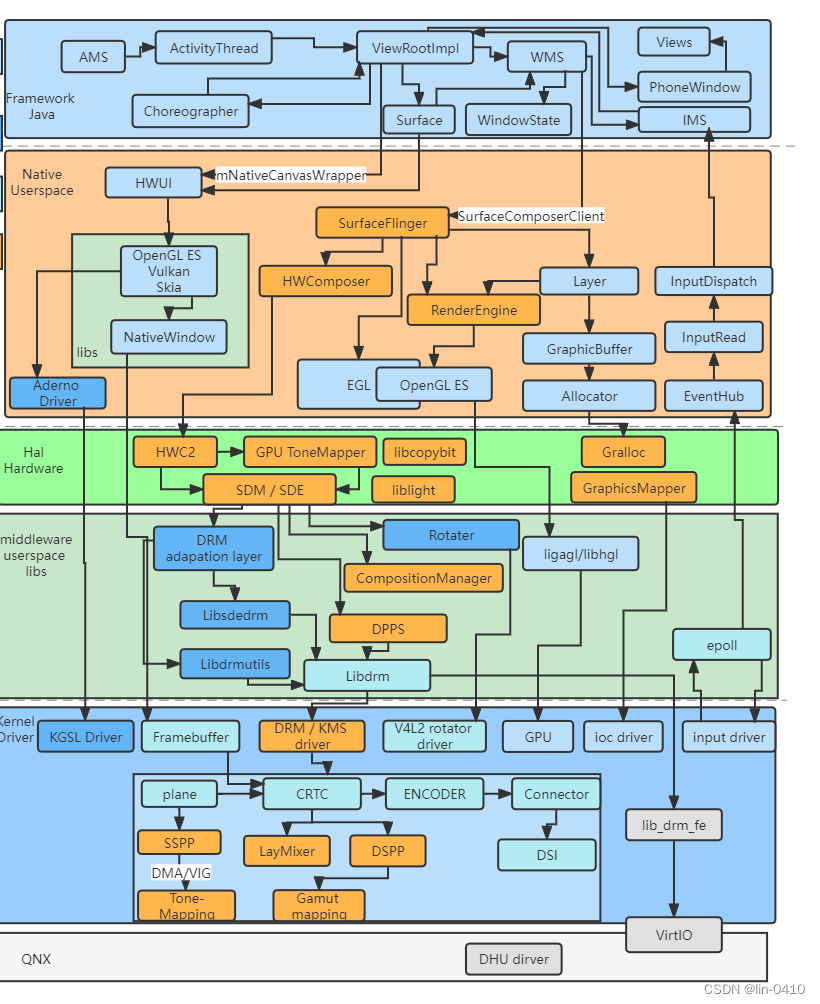 AMS
ActivityThread
ViewRootImpl
WMS
Views
PhoneWindow
Framework
Java
Choreographer
Surface
WindowState
IMS
Native
Userspace
HWUI
mNativeCanvasWrapper
SurfaceFlinger
SurfaceComposerClient
OpenGL ES
Vulkan
Skia
HWComposer
Layer
InputDispatch
RenderEngine
NativeWindow
libs
GraphicBuffer
InputRead
Aderno
Driver
EGL
OpenGL ES
Allocator
EventHub
Hal
Hardware
HWC2
GPU ToneMapper
libcopybit
Gralloc
SDM / SDE
liblight
GraphicsMapper
middleware
userspace
libs
DRM
adapation layer
Rotater
ligagl/libhgl
CompositionManager
Libsdedrm
DPPS
epoll
Libdrmutils
Libdrm
Kernel
Driver
KGSL Driver
Framebuffer
DRM / KMS
driver
V4L2 rotator
driver
GPU
ioc driver
input driver
plane
CRTC
ENCODER
Connector
lib_drm_fe
SSPP
LayMixer
DSPP
DSI
DMA/VIG
Tone-
Mapping
Gamut
mapping
VirtIO
QNX
DHU dirver
CSDN @lin-0410